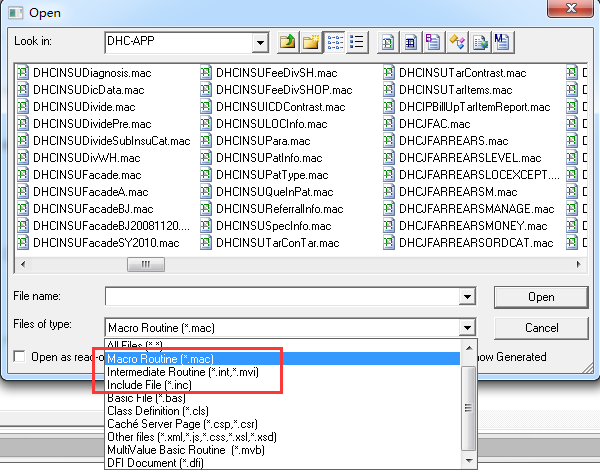 Open
Look in:
DHC-APP
DHCINSUDiagnosis.mac
DHCINSUDicData.mac
DHCINSUDivide.mac
DHCINSUDividePre.mac
DHCINSUDivideSubInsuCat.mac
DHCINSUDivWH.mac
DHCINSUFacade.mac
DHCINSUFacadeA.mac
DHCINSUFacadeBJ.mac
DHCINSUFacadeBJ20081120....
DHCINSUFacadeSY2010.mac
DHCINSUFeeDivSH.mac
DHCINSUFeeDivSHOP.mac
DHCINSUICDContrast.mac
DHCINSULOCInfo.mac
DHCINSUPara.mac
DHCINSUPatInfo.mac
DHCINSUPatType.mac
DHCINSUQueInPat.mac
DHCINSUReferralInfo.mac
DHCINSUSpecInfo.mac
DHCINSUTarConTar.mac
DHCINSUTarContrast.mac
DHCINSUTarItems.mac
DHCIPBillUpTarItemReport.mac
DHCJFAC.mac
DHCJFARREARS.mac
DHCJFARREARSLEVEL.mac
DHCJFARREARSLOCEXCEPT....
DHCJFARREARSM.mac
DHCJFARREARSMANAGE.mac
DHCJFARREARSMONEY.mac
DHCJFARREARSORDCAT.mac
File name:
Open
Files of type:
Macro Routine (*.mac)
Cancel
All Files (*.*)
Open as read-o
how Generated
Macro Routine (*.mac)
Intermediate Routine (*.int,*.mvi)
Include File (*.inc)
Basic File (*.bas)
Class Definition (*.cls)
Caché Server Page (*.csp,*.csr)
Other files (*.xml,*.js,*.css,*.xsl,*.xsd)
MultiValue Basic Routine (*.mvb)
DFI Document (*.dfi)